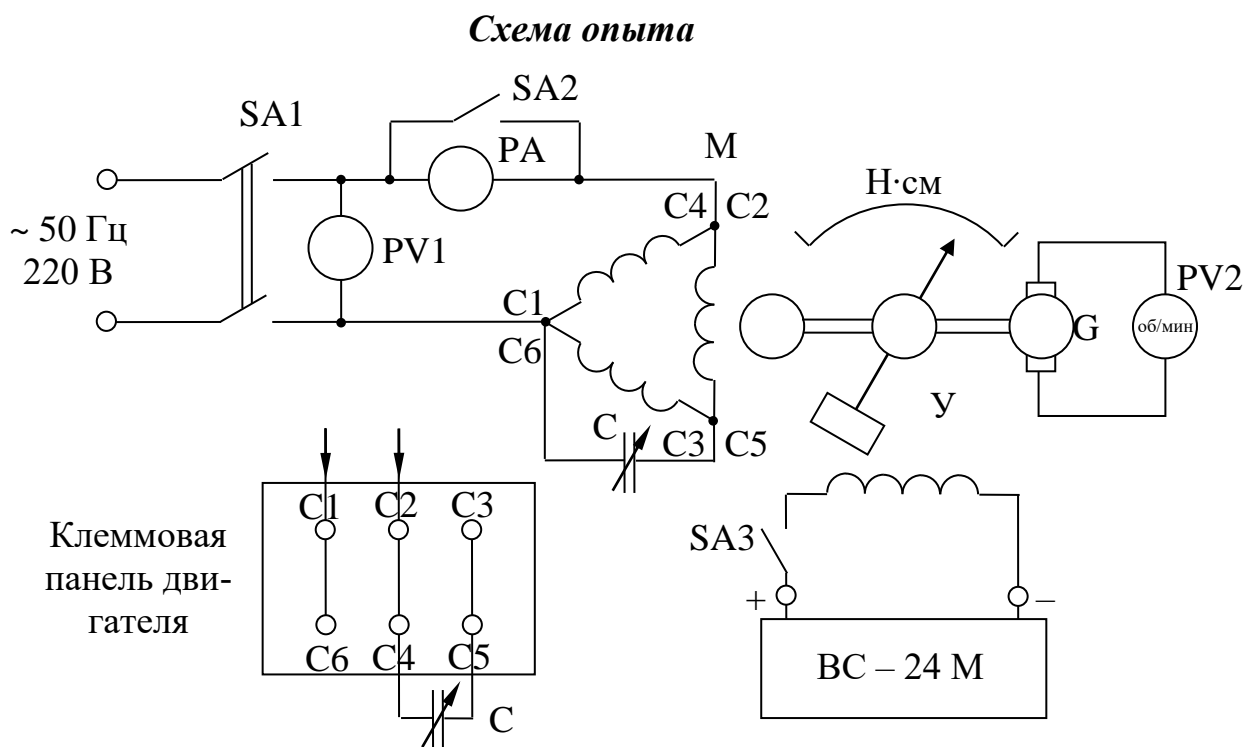 Схема опыта
SA2
SA1
PA
M
Н·см
C4 C2
~ 50 Гц
220 В
PV1
PV2
C1
G
об/мин
C6
У
C
C3 C5
C1 C2 C3
Клеммовая
панель дви-
гателя
SA3
+ –
C6 C4 C5
ВС – 24 М
C